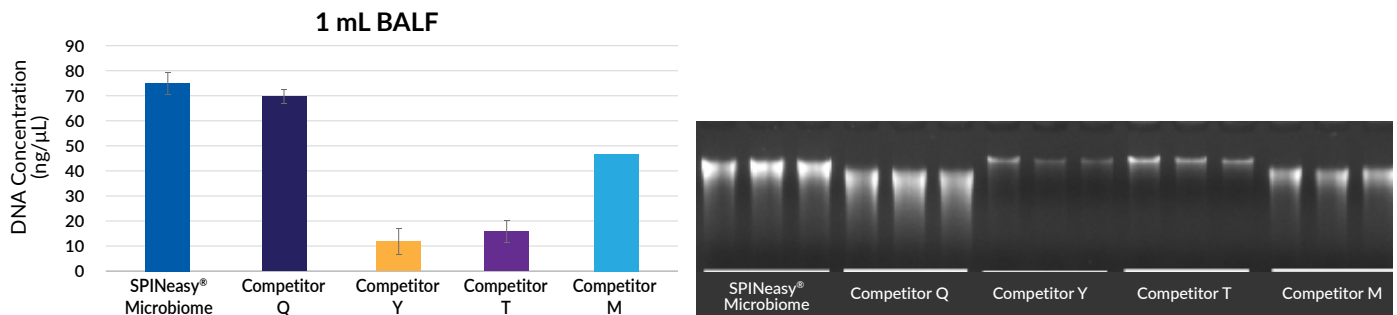 1 mL BALF
DNA Concentration
(ng/µL)
90
80
70
60
50
40
30
20
10
0
SPINeasy®
Microbiome
Competitor
Q
Competitor
Y
Competitor
T
Competitor
M
SPINeasy®
Microbiome
Competitor Q
Competitor Y
Competitor T
Competitor M